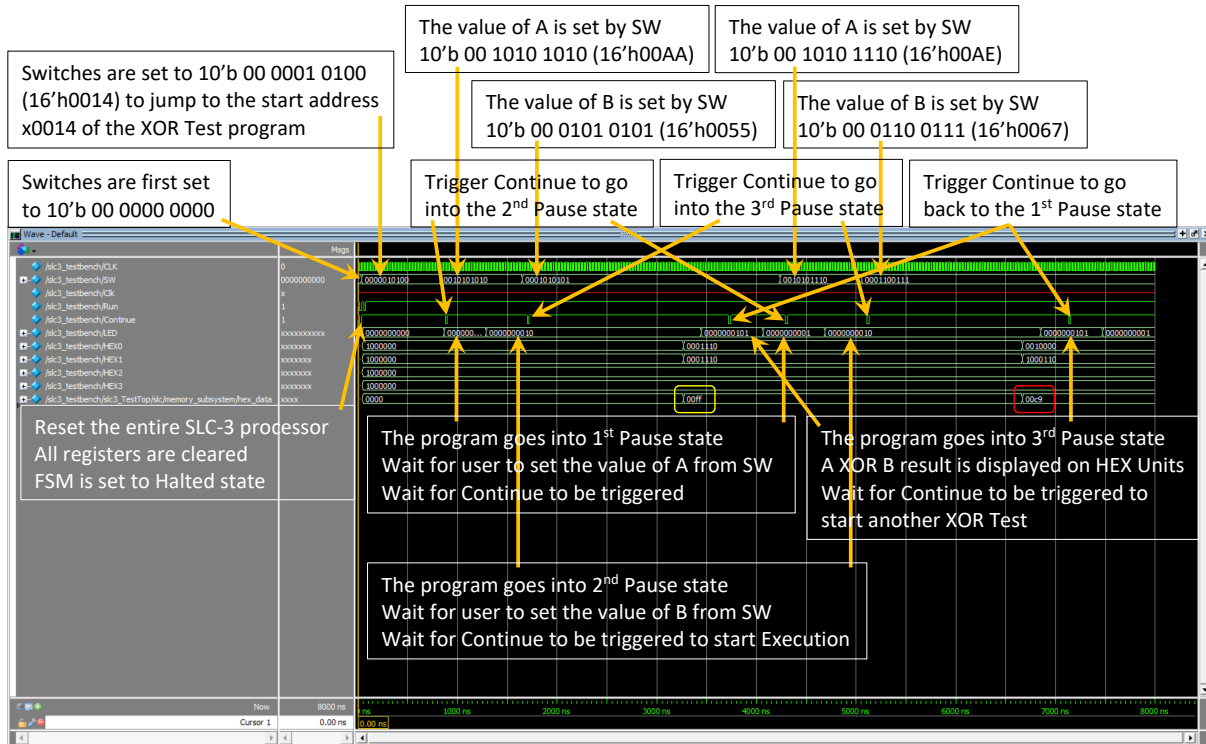 The value of A is set by SW
10’b 00 1010 1010 (16’h00AA)
The value of A is set by SW
10’b 00 1010 1110 (16’h00AE)
Switches are set to 10’b 00 0001 0100
(16’h0014) to jump to the start address
x0014 of the XOR Test program
The value of B is set by SW
10’b 00 0101 0101 (16’h0055)
The value of B is set by SW
10’b 00 0110 0111 (16’h0067)
Switches are first set
to 10’b 00 0000 0000
Trigger Continue to go
into the 2nd Pause state
Trigger Continue to go
into the 3rd Pause state
Trigger Continue to go
back to the 1st Pause state
Wave - Default
Msgs
/slc3_testbench/CLK 0
/slc3_testbench/SW 0000000000 0000010100 0010101010 0001010101 0010101110 0001100111
/slc3_testbench/Clk x
/slc3_testbench/Run 1
/slc3_testbench/Continue 1
/slc3_testbench/LED xxxxxxxxxx 0000000000 000000... 0000000010 0000000101 0000000001 0000000010 0000000101 0000000001
/slc3_testbench/HEX0 xxxxxxx 1000000 0001110 0010000
/slc3_testbench/HEX1 xxxxxxx 1000000 0001110 1000110
/slc3_testbench/HEX2 xxxxxxx 1000000
/slc3_testbench/HEX3 xxxxxxx 1000000
/slc3_testbench/slc3_TestTop/slc/memory_subsystem/hex_data xxxx 0000 00ff 00c9
Reset the entire SLC-3 processor
All registers are cleared
FSM is set to Halted state
The program goes into 1st Pause state
Wait for user to set the value of A from SW
Wait for Continue to be triggered
The program goes into 3rd Pause state
A XOR B result is displayed on HEX Units
Wait for Continue to be triggered to
start another XOR Test
The program goes into 2nd Pause state
Wait for user to set the value of B from SW
Wait for Continue to be triggered to start Execution
Now 8000 ns ns 1000 ns 2000 ns 3000 ns 4000 ns 5000 ns 6000 ns 7000 ns 8000 ns
Cursor 1 0.00 ns 0.00 ns